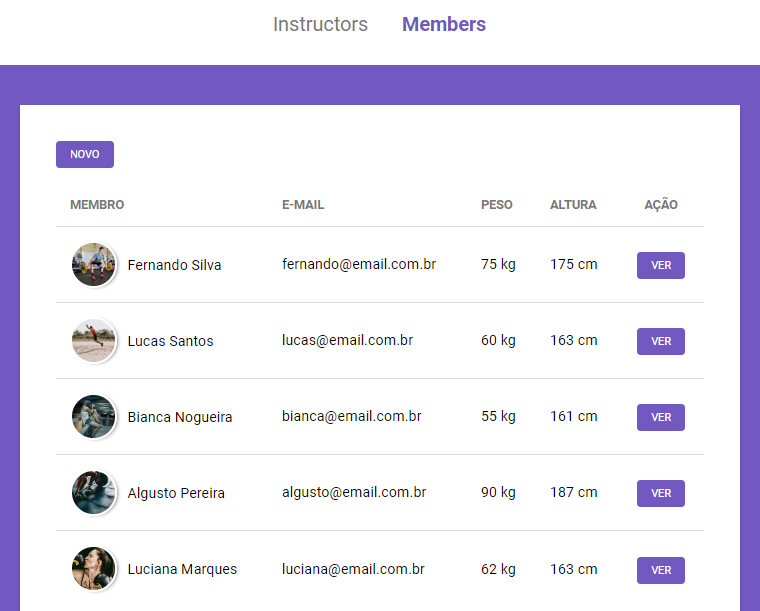 Instructors Members
NOVO
MEMBRO E-MAIL PESO ALTURA AÇÃO
Fernando Silva fernando@email.com.br 75 kg 175 cm VER
Lucas Santos lucas@email.com.br 60 kg 163 cm VER
Bianca Nogueira bianca@email.com.br 55 kg 161 cm VER
Algusto Pereira algusto@email.com.br 90 kg 187 cm VER
Luciana Marques luciana@email.com.br 62 kg 163 cm VER